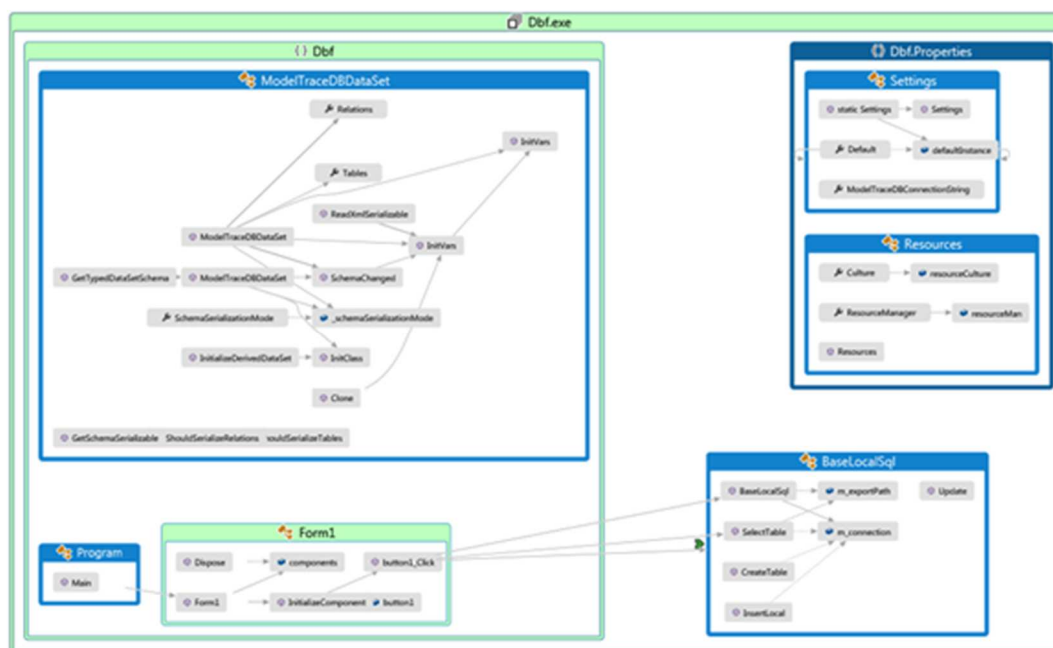 Dbf.exe
{ } Dbf
ModelTraceDBDataSet
Relations
InitVars
Tables
ReadXmlSerializable
ModelTraceDBDataSet
InitVars
GetTypedDataSetSchema
ModelTraceDBDataSet
SchemaChanged
SchemaSerializationMode
_schemaSerializationMode
InitializeDerivedDataSet
InitClass
Clone
GetSchemaSerializable ShouldSerializeRelations ouldSerializeTables
Program
Main
Form1
Dispose
components
button1_Click
Form1
InitializeComponent
button1
{ } Dbf.Properties
Settings
static Settings
Settings
Default
defaultInstance
ModelTraceDBConnectionString
Resources
Culture
resourceCulture
ResourceManager
resourceMan
Resources
BaseLocalSql
BaseLocalSql
m_exportPath
Update
SelectTable
m_connection
CreateTable
InsertLocal